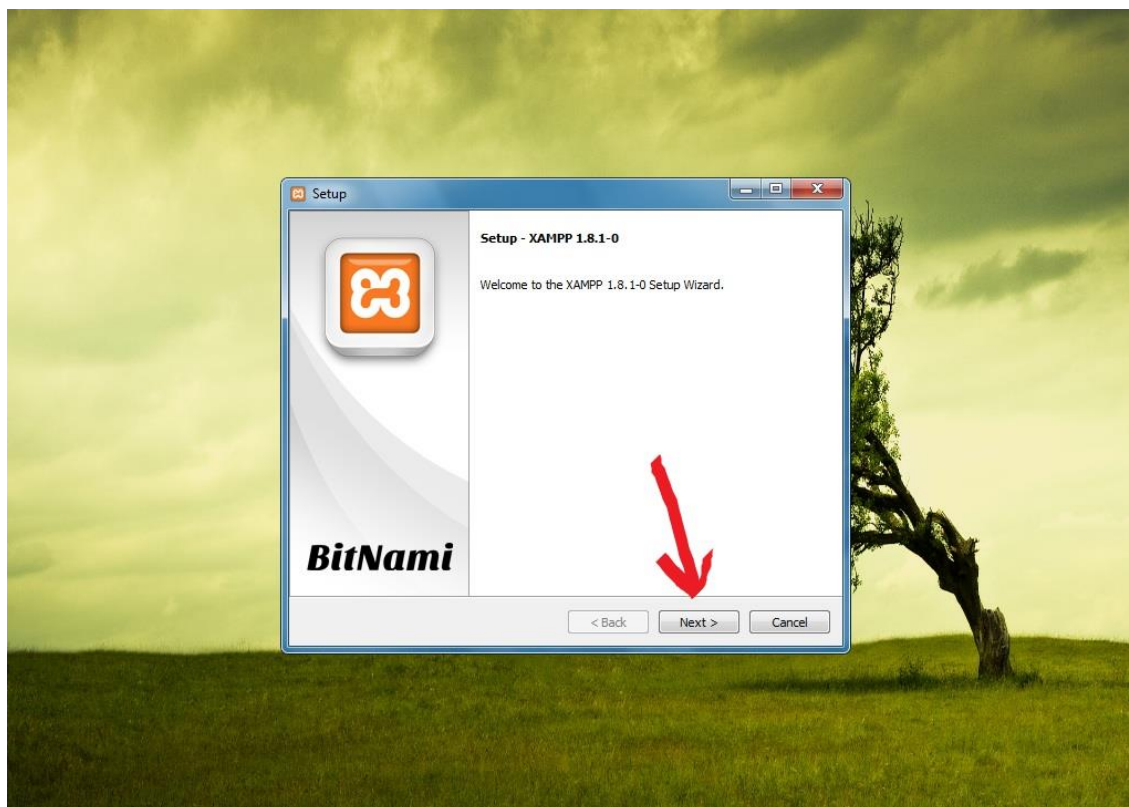 Setup
Setup - XAMPP 1.8.1-0
Welcome to the XAMPP 1.8.1-0 Setup Wizard.
BitNami
< Back Next > Cancel